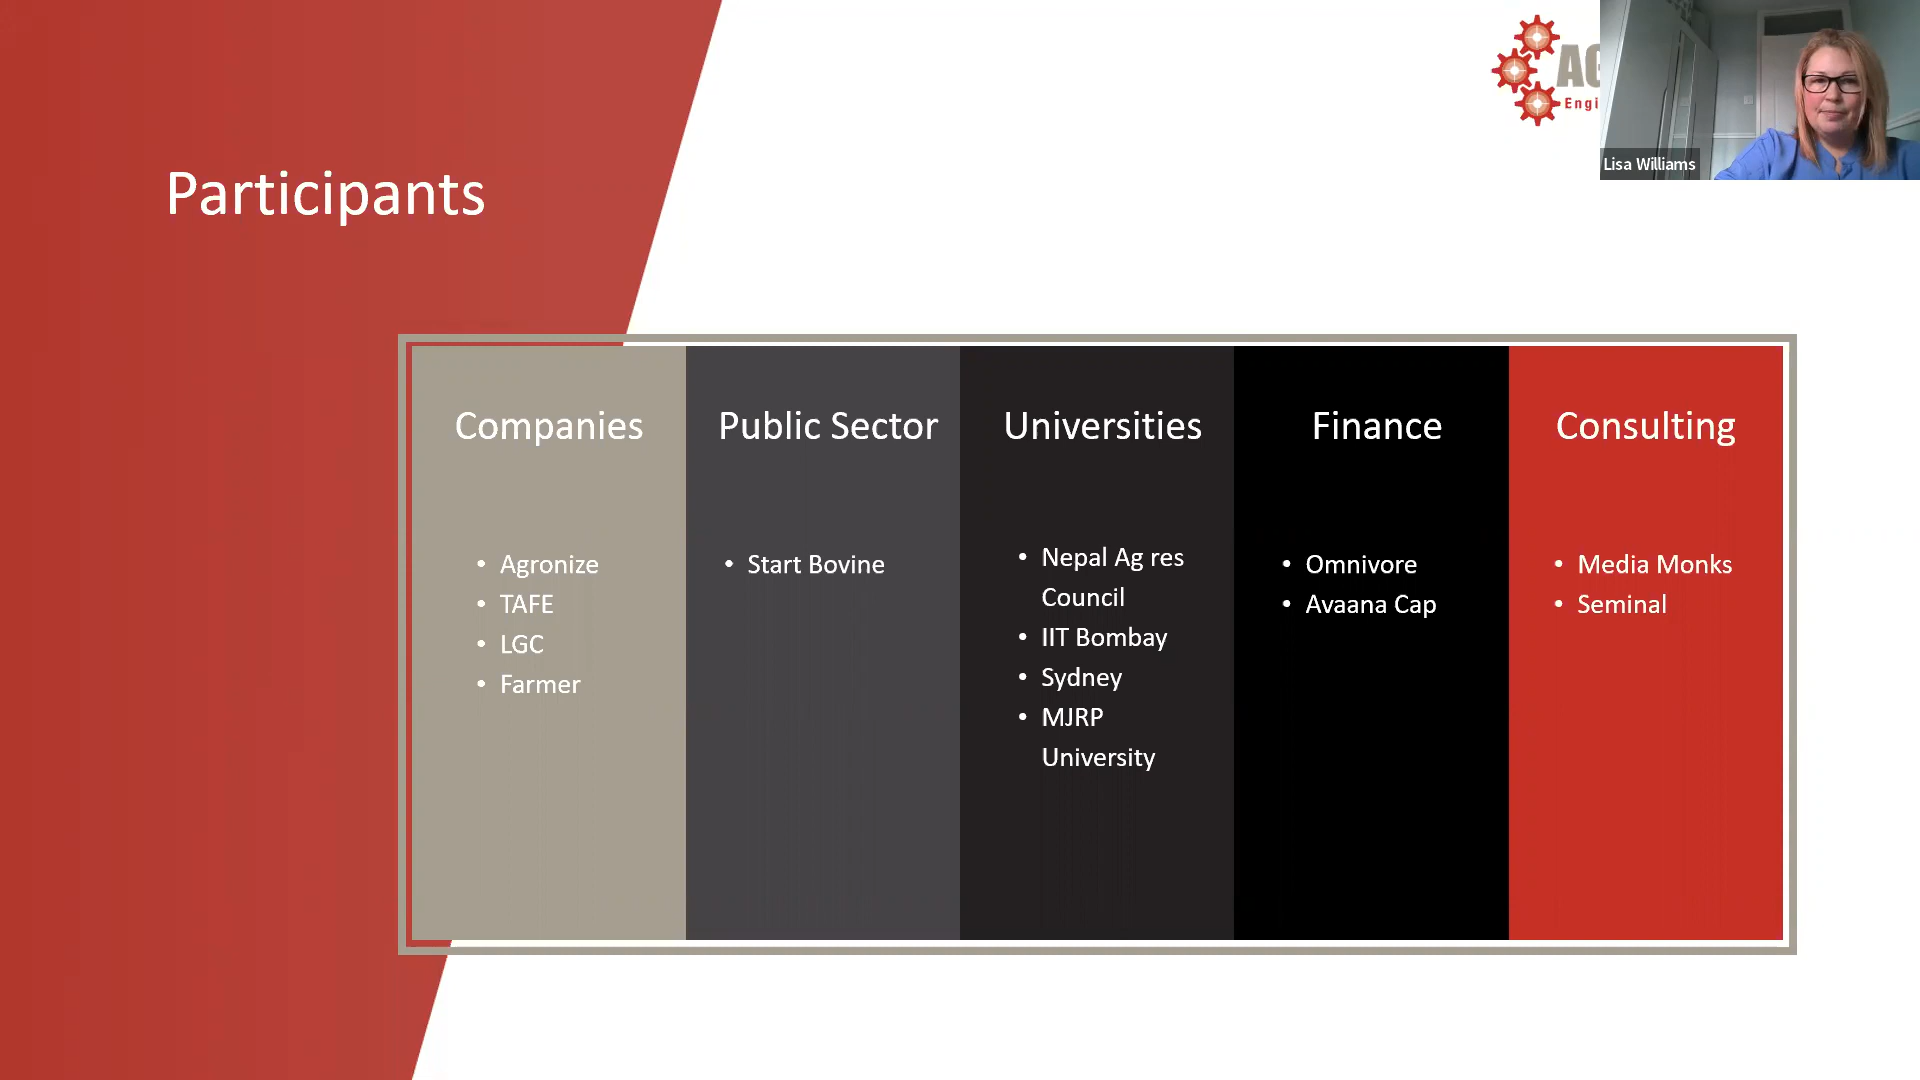 Participants
AG
Engi
Lisa Williams
Companies
• Agronize
• TAFE
• LGC
• Farmer
Public Sector
• Start Bovine
Universities
• Nepal Ag res
Council
• IIT Bombay
• Sydney
• MJRP
University
Finance
• Omnivore
• Avaana Cap
Consulting
• Media Monks
• Seminal